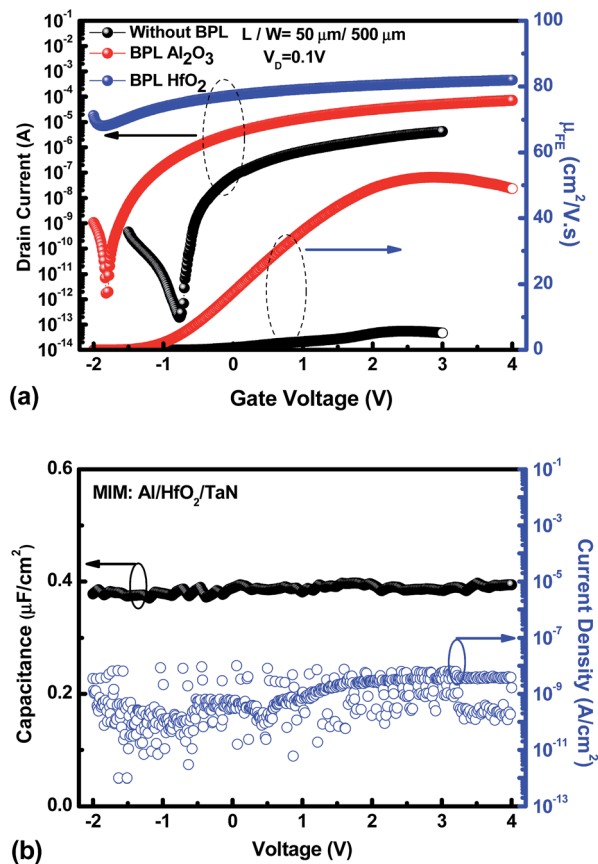 Without BPL L / W= 50 μm/ 500 μm
BPL Al2O3 VD=0.1V
BPL HfO2
10^-3
10^-4
10^-5
10^-6
10^-7
10^-8
10^-9
10^-10
10^-11
10^-12
10^-13
10^-14
Drain Current (A)
100
80
60
40
20
0
μFE (cm²/V.s)
-2 -1 0 1 2 3 4
Gate Voltage (V)
(a)
MIM: Al/HfO2/TaN
0.6
0.4
0.2
0.0
Capacitance (μF/cm²)
10^-1
10^-3
10^-5
10^-7
10^-9
10^-11
10^-13
Current Density (A/cm²)
-2 -1 0 1 2 3 4
Voltage (V)
(b)